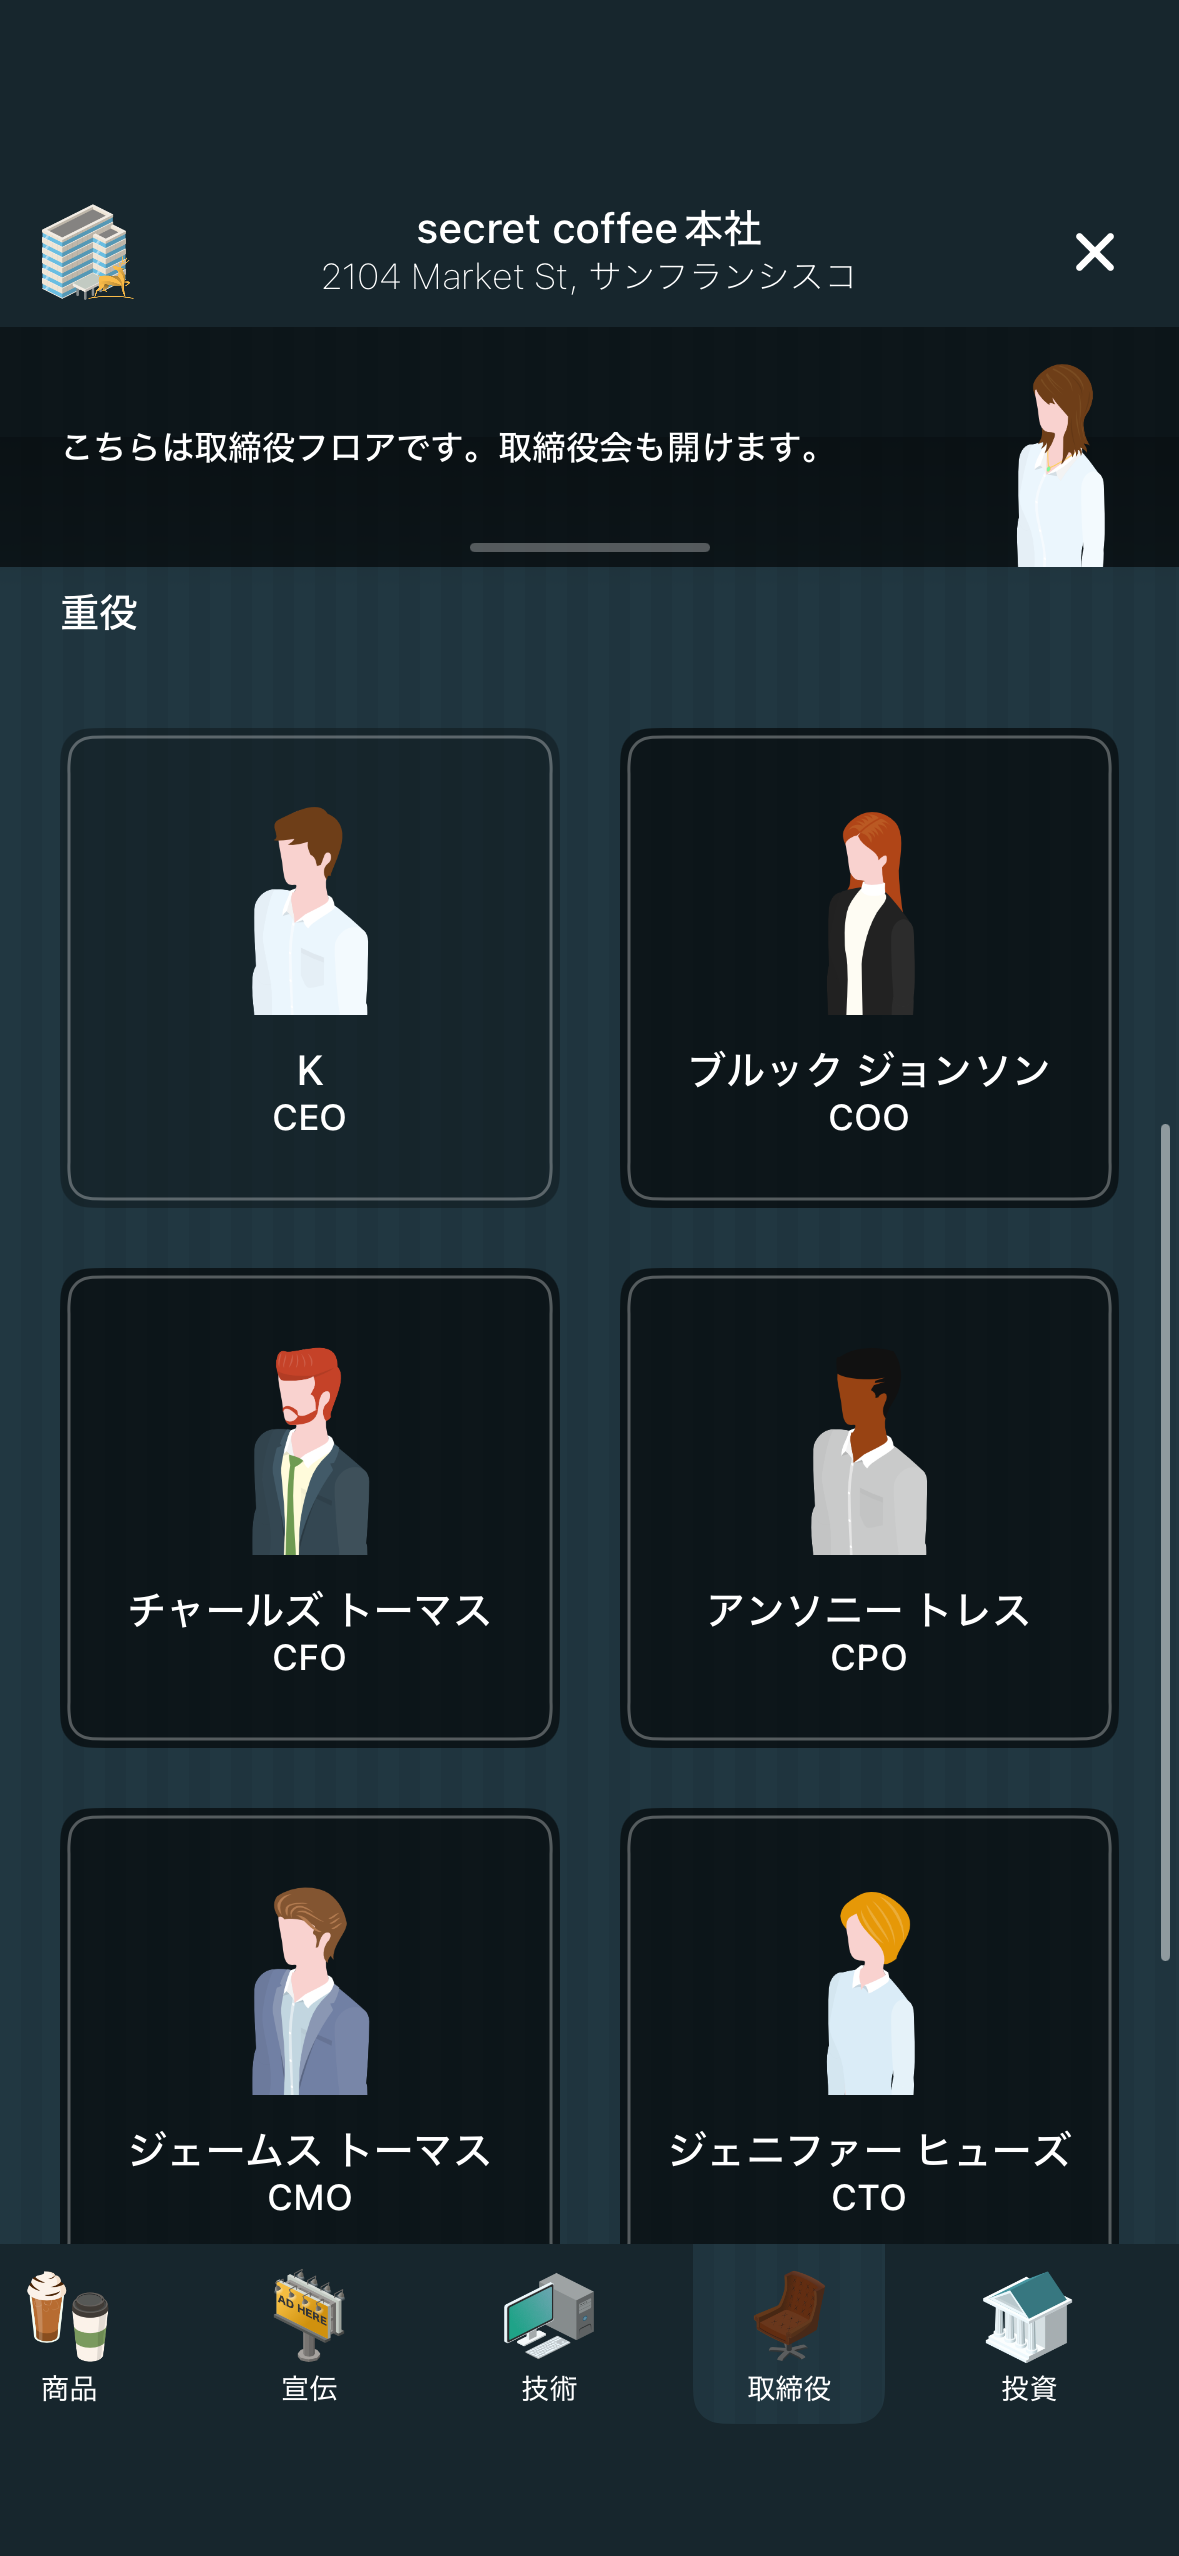 secret coffee本社
2104 Market St, サンフランシスコ
こちらは取締役フロアです。取締役会も開けます。
重役
K
CEO
ブルック ジョンソン
COO
チャールズ トーマス
CFO
アンソニー トレス
CPO
ジェームス トーマス
CMO
ジェニファー ヒューズ
CTO
AD HERE
商品
宣伝
技術
取締役
投資